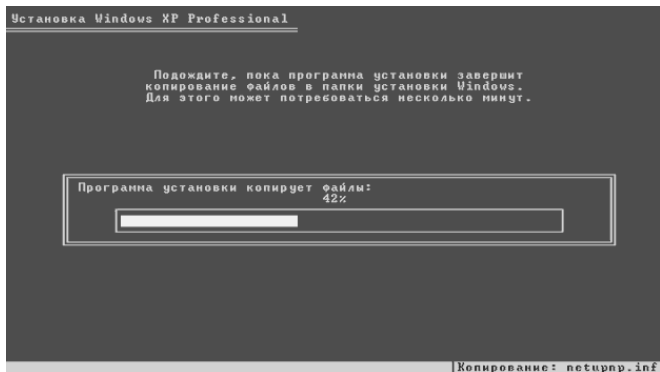 Установка Windows XP Professional
Подождите, пока программа установки завершит
копирование файлов в папки установки Windows.
Для этого может потребоваться несколько минут.
Программа установки копирует файлы:
42%
Копирование: netupnp.inf